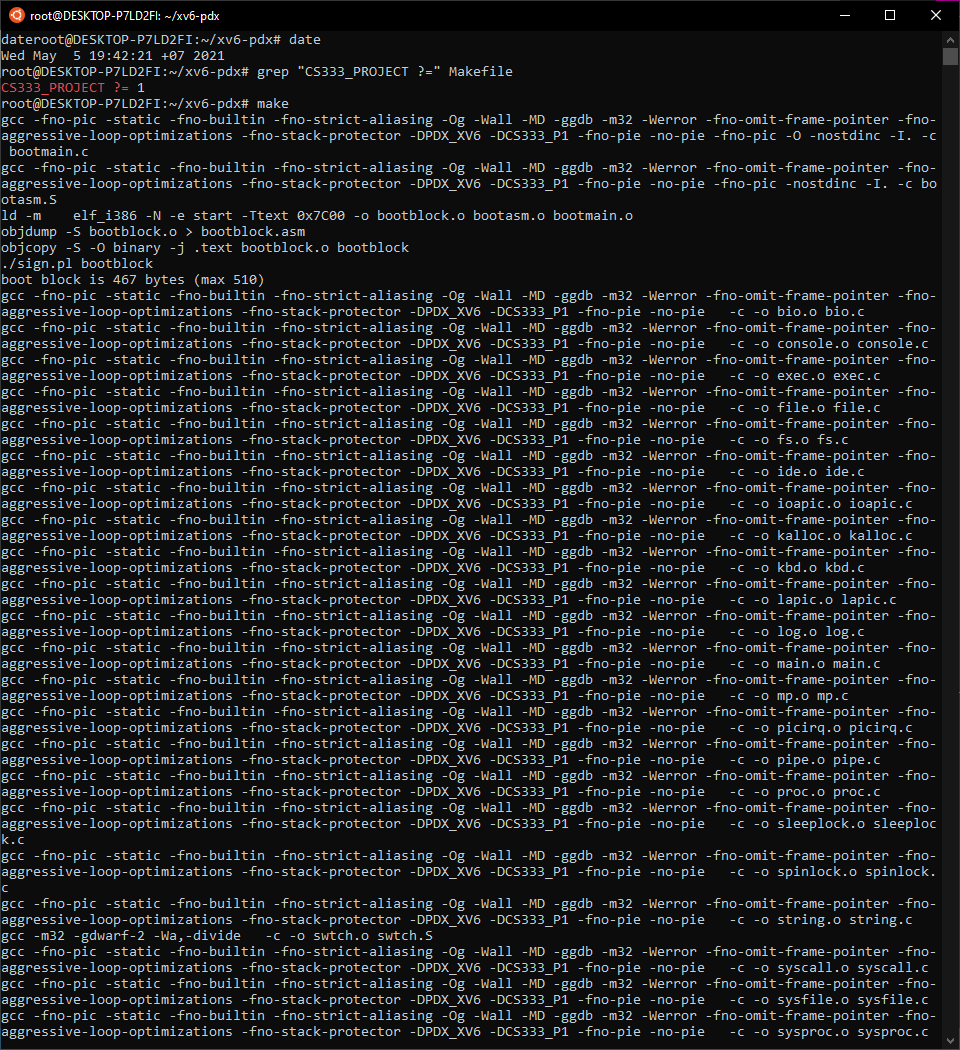 root@DESKTOP-P7LD2FI: ~/xv6-pdx
dateroot@DESKTOP-P7LD2FI:~/xv6-pdx# date
Wed May  5 19:42:21 +07 2021
root@DESKTOP-P7LD2FI:~/xv6-pdx# grep "CS333_PROJECT ?=" Makefile
CS333_PROJECT ?= 1
root@DESKTOP-P7LD2FI:~/xv6-pdx# make
gcc -fno-pic -static -fno-builtin -fno-strict-aliasing -Og -Wall -MD -ggdb -m32 -Werror -fno-omit-frame-pointer -fno-
aggressive-loop-optimizations -fno-stack-protector -DPDX_XV6 -DCS333_P1 -fno-pie -no-pie -fno-pic -O -nostdinc -I. -c
 bootmain.c
gcc -fno-pic -static -fno-builtin -fno-strict-aliasing -Og -Wall -MD -ggdb -m32 -Werror -fno-omit-frame-pointer -fno-
aggressive-loop-optimizations -fno-stack-protector -DPDX_XV6 -DCS333_P1 -fno-pie -no-pie -fno-pic -nostdinc -I. -c bo
otasm.S
ld -m    elf_i386 -N -e start -Ttext 0x7C00 -o bootblock.o bootasm.o bootmain.o
objdump -S bootblock.o > bootblock.asm
objcopy -S -O binary -j .text bootblock.o bootblock
./sign.pl bootblock
boot block is 467 bytes (max 510)
gcc -fno-pic -static -fno-builtin -fno-strict-aliasing -Og -Wall -MD -ggdb -m32 -Werror -fno-omit-frame-pointer -fno-
aggressive-loop-optimizations -fno-stack-protector -DPDX_XV6 -DCS333_P1 -fno-pie -no-pie   -c -o bio.o bio.c
gcc -fno-pic -static -fno-builtin -fno-strict-aliasing -Og -Wall -MD -ggdb -m32 -Werror -fno-omit-frame-pointer -fno-
aggressive-loop-optimizations -fno-stack-protector -DPDX_XV6 -DCS333_P1 -fno-pie -no-pie   -c -o console.o console.c
gcc -fno-pic -static -fno-builtin -fno-strict-aliasing -Og -Wall -MD -ggdb -m32 -Werror -fno-omit-frame-pointer -fno-
aggressive-loop-optimizations -fno-stack-protector -DPDX_XV6 -DCS333_P1 -fno-pie -no-pie   -c -o exec.o exec.c
gcc -fno-pic -static -fno-builtin -fno-strict-aliasing -Og -Wall -MD -ggdb -m32 -Werror -fno-omit-frame-pointer -fno-
aggressive-loop-optimizations -fno-stack-protector -DPDX_XV6 -DCS333_P1 -fno-pie -no-pie   -c -o file.o file.c
gcc -fno-pic -static -fno-builtin -fno-strict-aliasing -Og -Wall -MD -ggdb -m32 -Werror -fno-omit-frame-pointer -fno-
aggressive-loop-optimizations -fno-stack-protector -DPDX_XV6 -DCS333_P1 -fno-pie -no-pie   -c -o fs.o fs.c
gcc -fno-pic -static -fno-builtin -fno-strict-aliasing -Og -Wall -MD -ggdb -m32 -Werror -fno-omit-frame-pointer -fno-
aggressive-loop-optimizations -fno-stack-protector -DPDX_XV6 -DCS333_P1 -fno-pie -no-pie   -c -o ide.o ide.c
gcc -fno-pic -static -fno-builtin -fno-strict-aliasing -Og -Wall -MD -ggdb -m32 -Werror -fno-omit-frame-pointer -fno-
aggressive-loop-optimizations -fno-stack-protector -DPDX_XV6 -DCS333_P1 -fno-pie -no-pie   -c -o ioapic.o ioapic.c
gcc -fno-pic -static -fno-builtin -fno-strict-aliasing -Og -Wall -MD -ggdb -m32 -Werror -fno-omit-frame-pointer -fno-
aggressive-loop-optimizations -fno-stack-protector -DPDX_XV6 -DCS333_P1 -fno-pie -no-pie   -c -o kalloc.o kalloc.c
gcc -fno-pic -static -fno-builtin -fno-strict-aliasing -Og -Wall -MD -ggdb -m32 -Werror -fno-omit-frame-pointer -fno-
aggressive-loop-optimizations -fno-stack-protector -DPDX_XV6 -DCS333_P1 -fno-pie -no-pie   -c -o kbd.o kbd.c
gcc -fno-pic -static -fno-builtin -fno-strict-aliasing -Og -Wall -MD -ggdb -m32 -Werror -fno-omit-frame-pointer -fno-
aggressive-loop-optimizations -fno-stack-protector -DPDX_XV6 -DCS333_P1 -fno-pie -no-pie   -c -o lapic.o lapic.c
gcc -fno-pic -static -fno-builtin -fno-strict-aliasing -Og -Wall -MD -ggdb -m32 -Werror -fno-omit-frame-pointer -fno-
aggressive-loop-optimizations -fno-stack-protector -DPDX_XV6 -DCS333_P1 -fno-pie -no-pie   -c -o log.o log.c
gcc -fno-pic -static -fno-builtin -fno-strict-aliasing -Og -Wall -MD -ggdb -m32 -Werror -fno-omit-frame-pointer -fno-
aggressive-loop-optimizations -fno-stack-protector -DPDX_XV6 -DCS333_P1 -fno-pie -no-pie   -c -o main.o main.c
gcc -fno-pic -static -fno-builtin -fno-strict-aliasing -Og -Wall -MD -ggdb -m32 -Werror -fno-omit-frame-pointer -fno-
aggressive-loop-optimizations -fno-stack-protector -DPDX_XV6 -DCS333_P1 -fno-pie -no-pie   -c -o mp.o mp.c
gcc -fno-pic -static -fno-builtin -fno-strict-aliasing -Og -Wall -MD -ggdb -m32 -Werror -fno-omit-frame-pointer -fno-
aggressive-loop-optimizations -fno-stack-protector -DPDX_XV6 -DCS333_P1 -fno-pie -no-pie   -c -o picirq.o picirq.c
gcc -fno-pic -static -fno-builtin -fno-strict-aliasing -Og -Wall -MD -ggdb -m32 -Werror -fno-omit-frame-pointer -fno-
aggressive-loop-optimizations -fno-stack-protector -DPDX_XV6 -DCS333_P1 -fno-pie -no-pie   -c -o pipe.o pipe.c
gcc -fno-pic -static -fno-builtin -fno-strict-aliasing -Og -Wall -MD -ggdb -m32 -Werror -fno-omit-frame-pointer -fno-
aggressive-loop-optimizations -fno-stack-protector -DPDX_XV6 -DCS333_P1 -fno-pie -no-pie   -c -o proc.o proc.c
gcc -fno-pic -static -fno-builtin -fno-strict-aliasing -Og -Wall -MD -ggdb -m32 -Werror -fno-omit-frame-pointer -fno-
aggressive-loop-optimizations -fno-stack-protector -DPDX_XV6 -DCS333_P1 -fno-pie -no-pie   -c -o sleeplock.o sleeploc
k.c
gcc -fno-pic -static -fno-builtin -fno-strict-aliasing -Og -Wall -MD -ggdb -m32 -Werror -fno-omit-frame-pointer -fno-
aggressive-loop-optimizations -fno-stack-protector -DPDX_XV6 -DCS333_P1 -fno-pie -no-pie   -c -o spinlock.o spinlock.
c
gcc -fno-pic -static -fno-builtin -fno-strict-aliasing -Og -Wall -MD -ggdb -m32 -Werror -fno-omit-frame-pointer -fno-
aggressive-loop-optimizations -fno-stack-protector -DPDX_XV6 -DCS333_P1 -fno-pie -no-pie   -c -o string.o string.c
gcc -m32 -gdwarf-2 -Wa,-divide   -c -o swtch.o swtch.S
gcc -fno-pic -static -fno-builtin -fno-strict-aliasing -Og -Wall -MD -ggdb -m32 -Werror -fno-omit-frame-pointer -fno-
aggressive-loop-optimizations -fno-stack-protector -DPDX_XV6 -DCS333_P1 -fno-pie -no-pie   -c -o syscall.o syscall.c
gcc -fno-pic -static -fno-builtin -fno-strict-aliasing -Og -Wall -MD -ggdb -m32 -Werror -fno-omit-frame-pointer -fno-
aggressive-loop-optimizations -fno-stack-protector -DPDX_XV6 -DCS333_P1 -fno-pie -no-pie   -c -o sysfile.o sysfile.c
gcc -fno-pic -static -fno-builtin -fno-strict-aliasing -Og -Wall -MD -ggdb -m32 -Werror -fno-omit-frame-pointer -fno-
aggressive-loop-optimizations -fno-stack-protector -DPDX_XV6 -DCS333_P1 -fno-pie -no-pie   -c -o sysproc.o sysproc.c